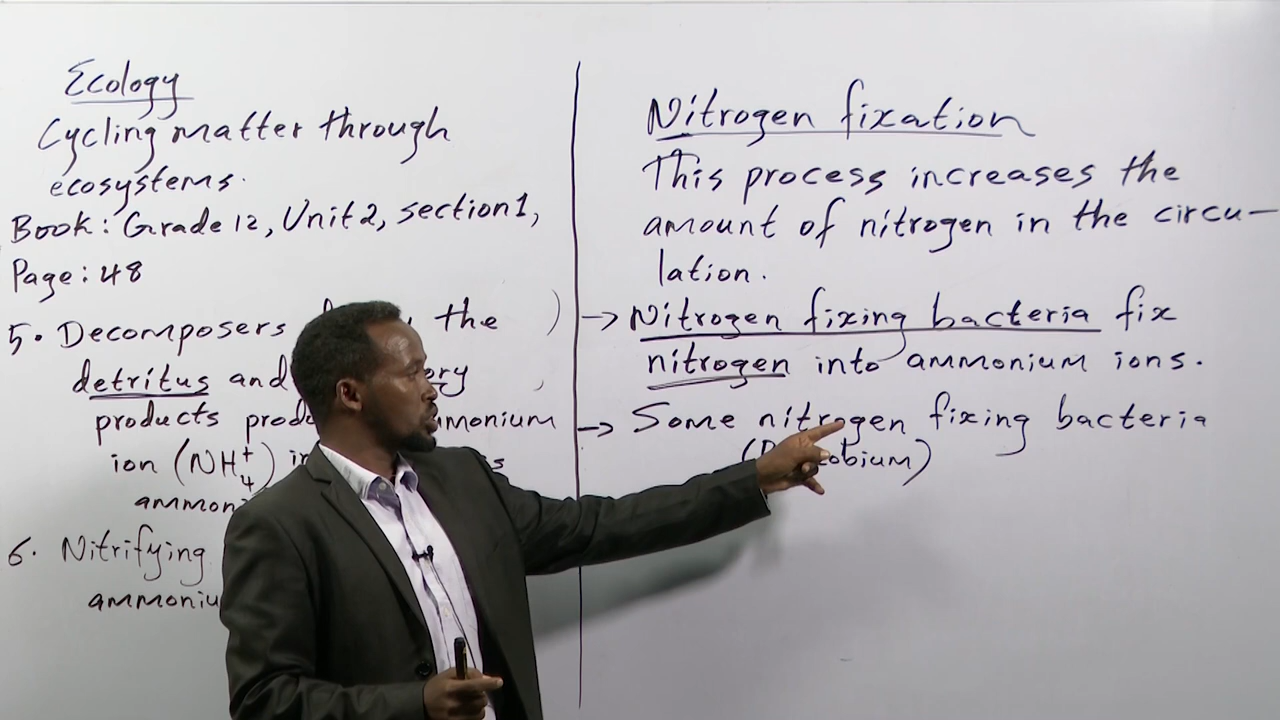 Ecology
Cycling matter through
ecosystems.
Book: Grade 12, Unit 2, section 1,
Page: 48
5. Decomposers the
detritus and
products
ion (NH4+)
6. Nitrifying
Nitrogen fixation
This process increases the
amount of nitrogen in the circu-
lation.
→ Nitrogen fixing bacteria fix
nitrogen into ammonium ions.
→ Some nitrogen fixing bacteria